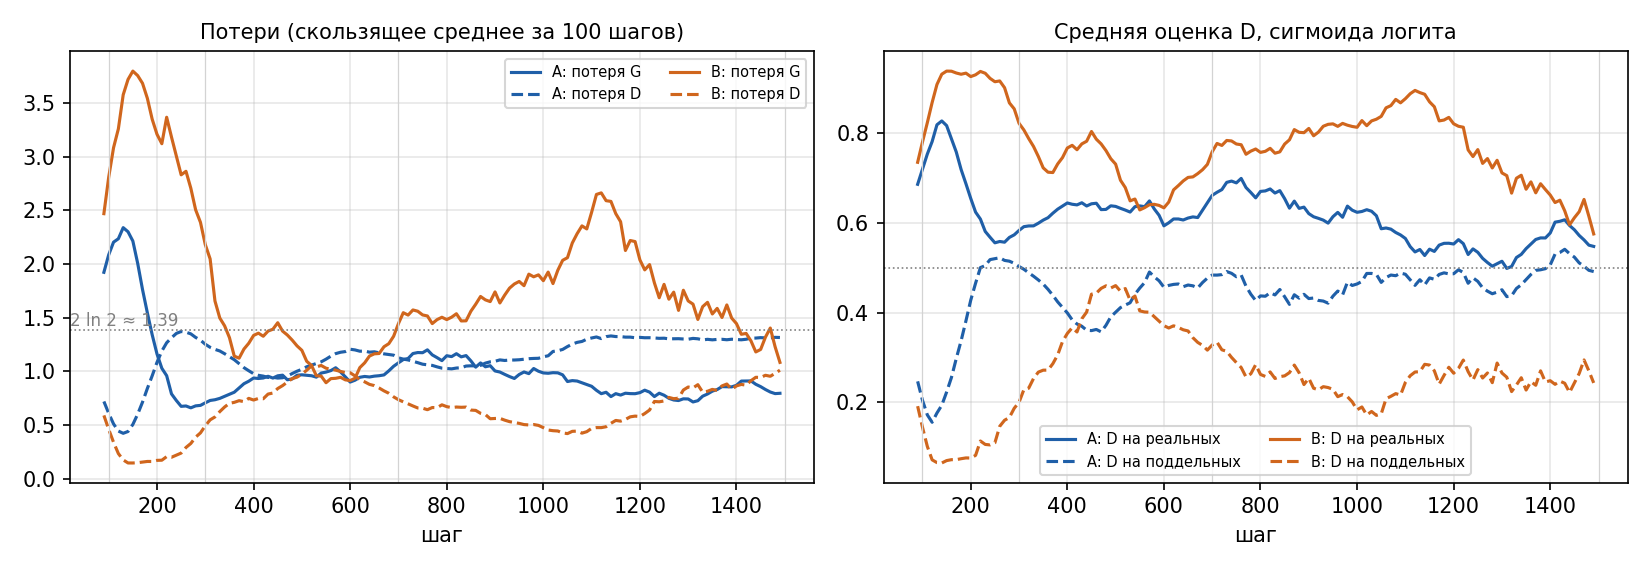 Потери (скользящее среднее за 100 шагов)
A: потеря G
B: потеря G
A: потеря D
B: потеря D
3.5
3.0
2.5
2.0
1.5
1.0
0.5
0.0
2 ln 2 ≈ 1,39
200 400 600 800 1000 1200 1400
шаг
Средняя оценка D, сигмоида логита
0.8
0.6
0.4
0.2
A: D на реальных
B: D на реальных
A: D на поддельных
B: D на поддельных
200 400 600 800 1000 1200 1400
шаг